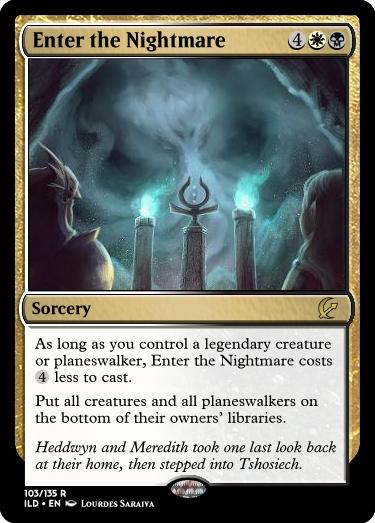 Enter the Nightmare 4
Sorcery
As long as you control a legendary creature
or planeswalker, Enter the Nightmare costs
4 less to cast.
Put all creatures and all planeswalkers on
the bottom of their owners' libraries.
Heddwyn and Meredith took one last look back
at their home, then stepped into Tshosiech.
103/135 R
ILD • EN Lourdes Saraiva